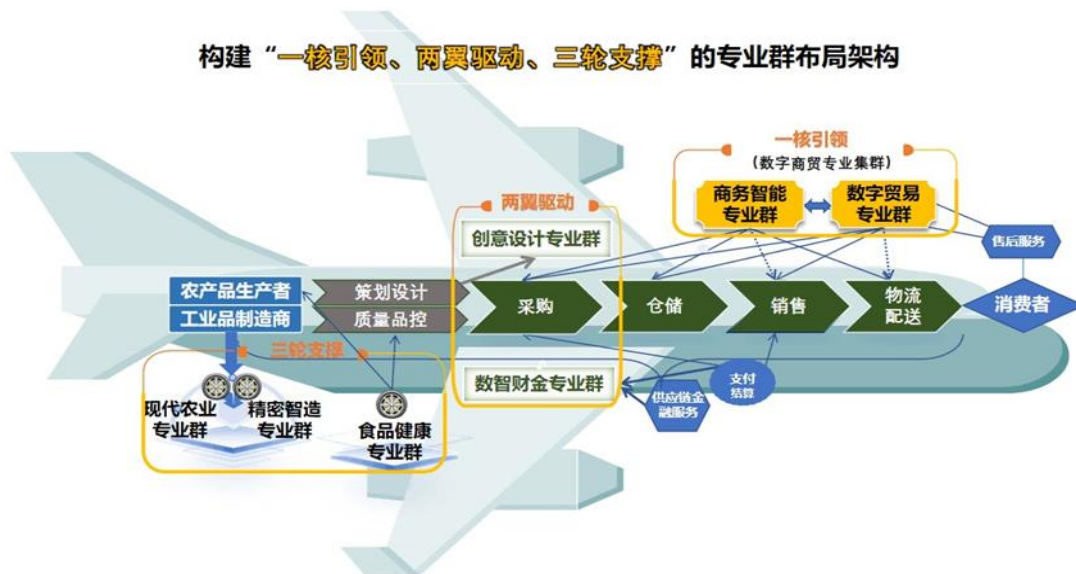 构建“一核引领、两翼驱动、三轮支撑”的专业群布局架构
一核引领
(数字商贸专业集群)
商务智能
专业群
数字贸易
专业群
两翼驱动
创意设计专业群
售后服务
农产品生产者
工业品制造商
策划设计
质量品控
采购
仓储
销售
物流
配送
消费者
三轮支撑
数智财金专业群
供应链金
融服务
支付
结算
现代农业
专业群
精密智造
专业群
食品健康
专业群